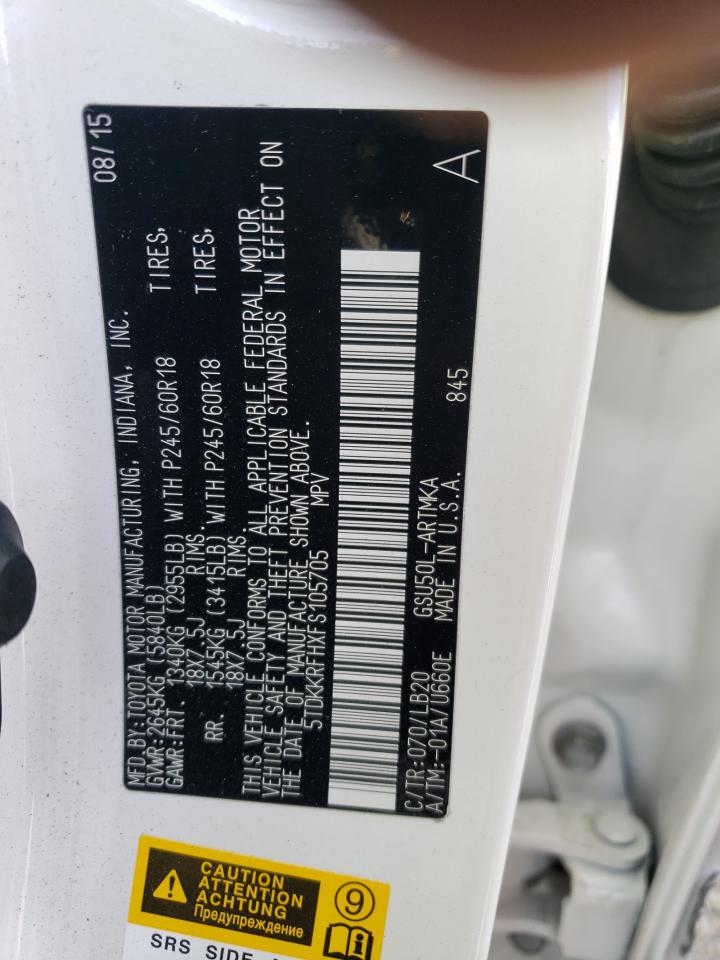 MFD.BY:TOYOTA MOTOR MANUFACTURING, INDIANA, INC. 08/15
GVWR:2645KG (5840LB)
GAWR:FRT 1340KG (2955LB) WITH P245/60R18 TIRES,
18X7.5J RIMS.
RR. 1545KG (3415LB) WITH P245/60R18 TIRES,
18X7.5J RIMS.
THIS VEHICLE CONFORMS TO ALL APPLICABLE FEDERAL MOTOR
VEHICLE SAFETY AND THEFT PREVENTION STANDARDS IN EFFECT ON
THE DATE OF MANUFACTURE SHOWN ABOVE.
5TDKKRFHXFS105705 MPV
C/TR:070/LB20 GSU50L-ARTMKA
A/TM:-01A/U660E MADE IN U.S.A. 845 A
CAUTION
ATTENTION
ACHTUNG
Предупреждение
9
SRS SIDE